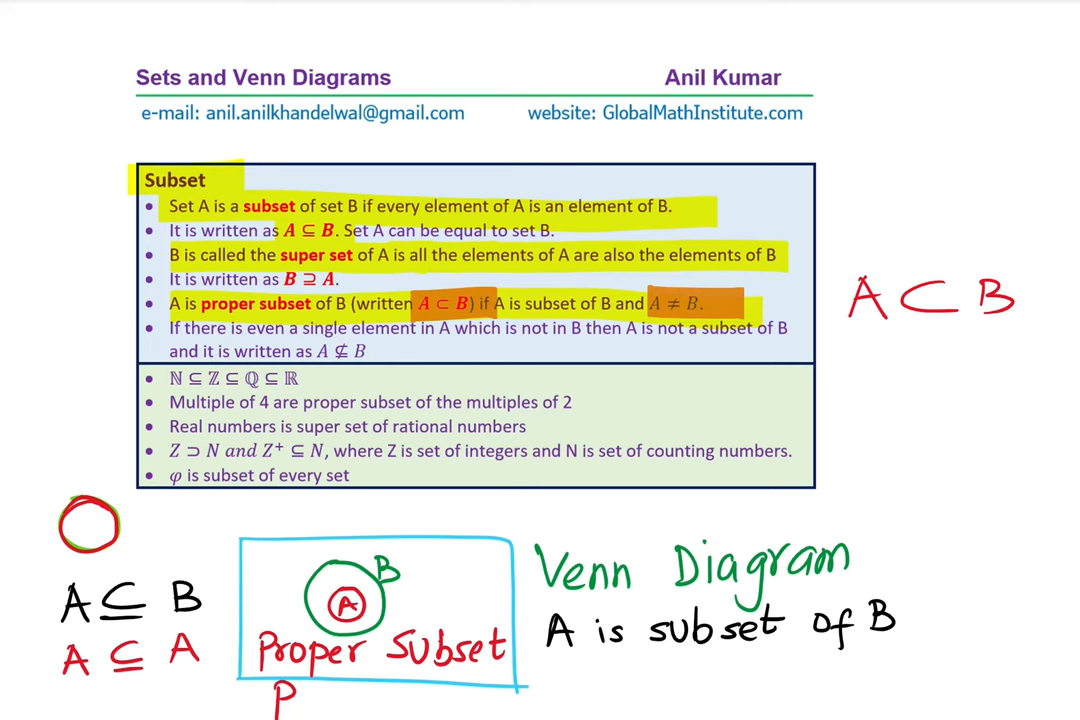 Sets and Venn Diagrams Anil Kumar
e-mail: anil.anilkhandelwal@gmail.com website: GlobalMathInstitute.com
Subset
• Set A is a subset of set B if every element of A is an element of B.
• It is written as A ⊆ B. Set A can be equal to set B.
• B is called the super set of A is all the elements of A are also the elements of B
• It is written as B ⊇ A.
• A is proper subset of B (written A ⊂ B) if A is subset of B and A ≠ B.
A ⊂ B
• If there is even a single element in A which is not in B then A is not a subset of B
and it is written as A ⊈ B
• ℕ ⊆ ℤ ⊆ ℚ ⊆ ℝ
• Multiple of 4 are proper subset of the multiples of 2
• Real numbers is super set of rational numbers
• Z ⊃ N and Z⁺ ⊆ N, where Z is set of integers and N is set of counting numbers.
• φ is subset of every set
A ⊆ B
A ⊆ A
B
A
Proper Subset
P
Venn Diagram
A is subset of B